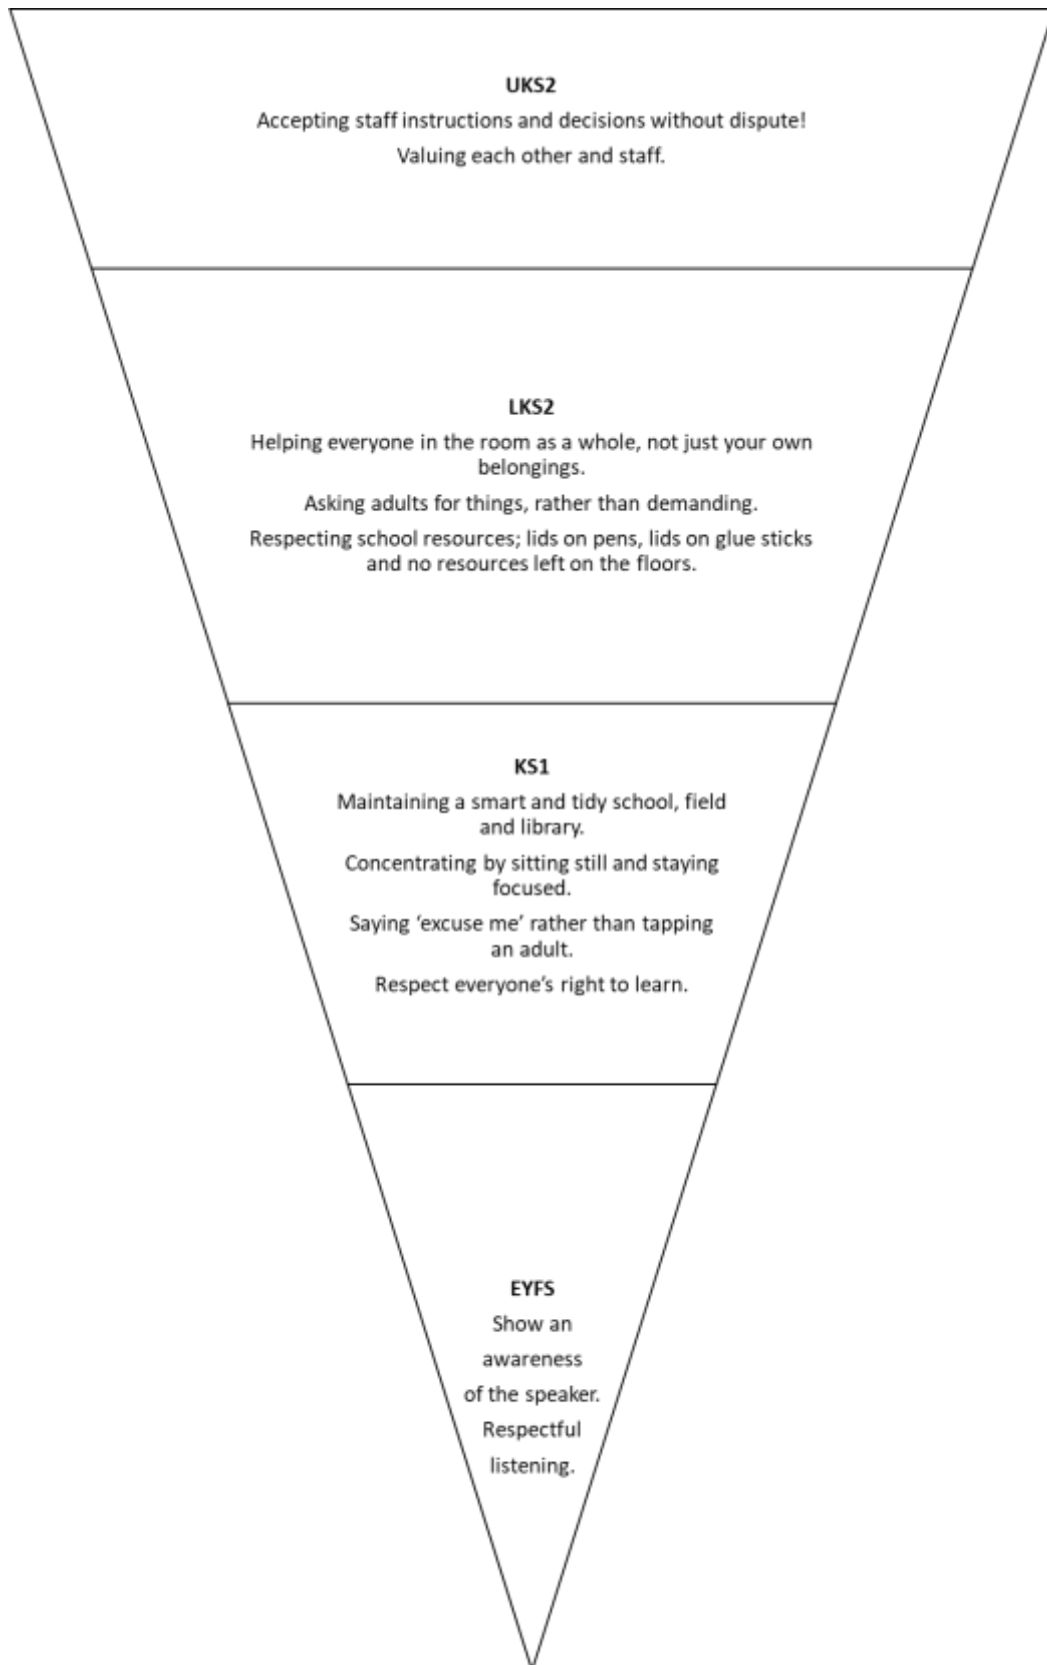 UKS2
Accepting staff instructions and decisions without dispute!
Valuing each other and staff.
LKS2
Helping everyone in the room as a whole, not just your own
belongings.
Asking adults for things, rather than demanding.
Respecting school resources; lids on pens, lids on glue sticks
and no resources left on the floors.
KS1
Maintaining a smart and tidy school, field
and library.
Concentrating by sitting still and staying
focused.
Saying ‘excuse me’ rather than tapping
an adult.
Respect everyone’s right to learn.
EYFS
Show an
awareness
of the speaker.
Respectful
listening.